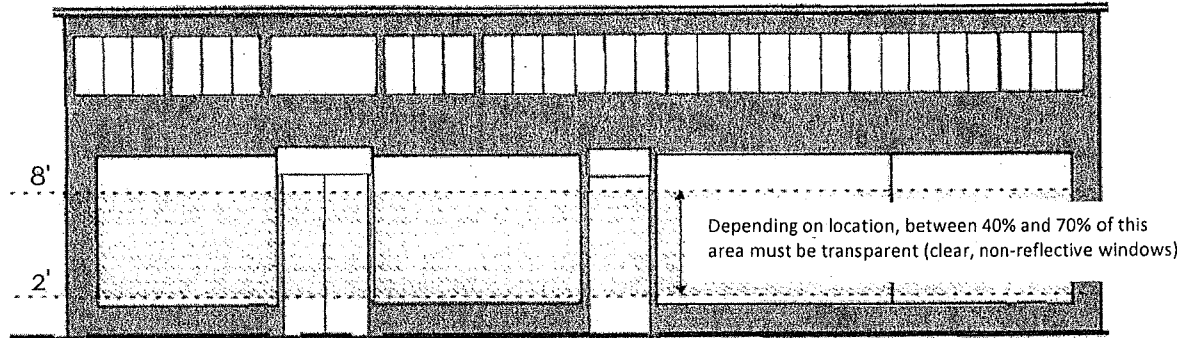 8'
Depending on location, between 40% and 70% of this
area must be transparent (clear, non-reflective windows)
2'